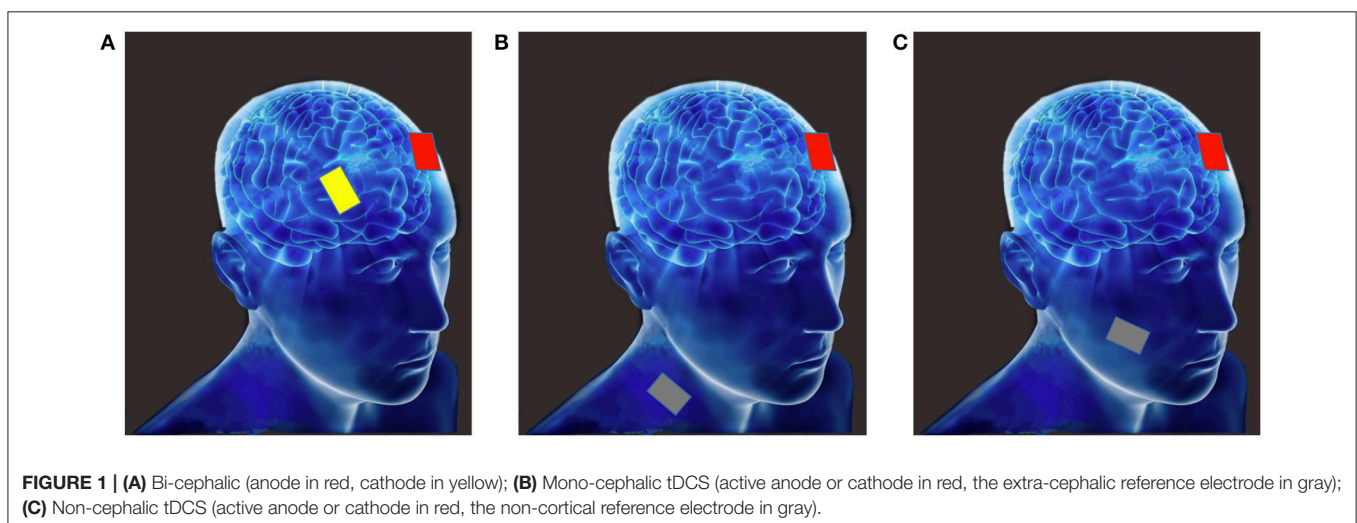 A
B
C
FIGURE 1 | (A) Bi-cephalic (anode in red, cathode in yellow); (B) Mono-cephalic tDCS (active anode or cathode in red, the extra-cephalic reference electrode in gray);
(C) Non-cephalic tDCS (active anode or cathode in red, the non-cortical reference electrode in gray).